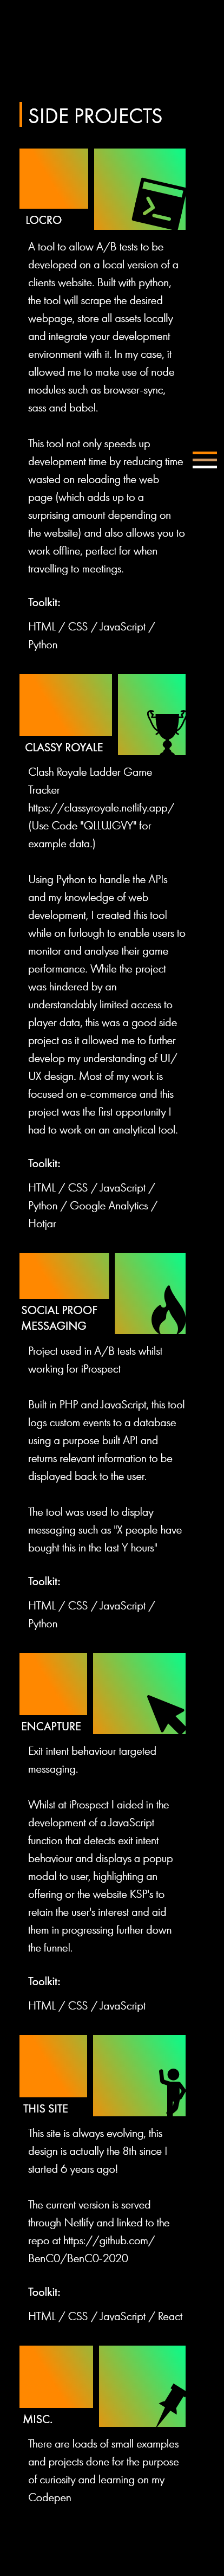 SIDE PROJECTS
LOCRO
A tool to allow A/B tests to be
developed on a local version of a
clients website. Built with python,
the tool will scrape the desired
webpage, store all assets locally
and integrate your development
environment with it. In my case, it
allowed me to make use of node
modules such as browser-sync,
sass and babel.
This tool not only speeds up
development time by reducing time
wasted on reloading the web
page (which adds up to a
surprising amount depending on
the website) and also allows you to
work offline, perfect for when
travelling to meetings.
Toolkit:
HTML / CSS / JavaScript /
Python
CLASSY ROYALE
Clash Royale Ladder Game
Tracker
https://classyroyale.netlify.app/
(Use Code "QLLUJGVY" for
example data.)
Using Python to handle the APIs
and my knowledge of web
development, I created this tool
while on furlough to enable users to
monitor and analyse their game
performance. While the project
was hindered by an
understandably limited access to
player data, this was a good side
project as it allowed me to further
develop my understanding of UI/
UX design. Most of my work is
focused on e-commerce and this
project was the first opportunity I
had to work on an analytical tool.
Toolkit:
HTML / CSS / JavaScript /
Python / Google Analytics /
Hotjar
SOCIAL PROOF
MESSAGING
Project used in A/B tests whilst
working for iProspect
Built in PHP and JavaScript, this tool
logs custom events to a database
using a purpose built API and
returns relevant information to be
displayed back to the user.
The tool was used to display
messaging such as "X people have
bought this in the last Y hours"
Toolkit:
HTML / CSS / JavaScript /
Python
ENCAPTURE
Exit intent behaviour targeted
messaging.
Whilst at iProspect I aided in the
development of a JavaScript
function that detects exit intent
behaviour and displays a popup
modal to user, highlighting an
offering or the website KSP's to
retain the user's interest and aid
them in progressing further down
the funnel.
Toolkit:
HTML / CSS / JavaScript
THIS SITE
This site is always evolving, this
design is actually the 8th since I
started 6 years ago!
The current version is served
through Netlify and linked to the
repo at https://github.com/
BenC0/BenC0-2020
Toolkit:
HTML / CSS / JavaScript / React
MISC.
There are loads of small examples
and projects done for the purpose
of curiosity and learning on my
Codepen